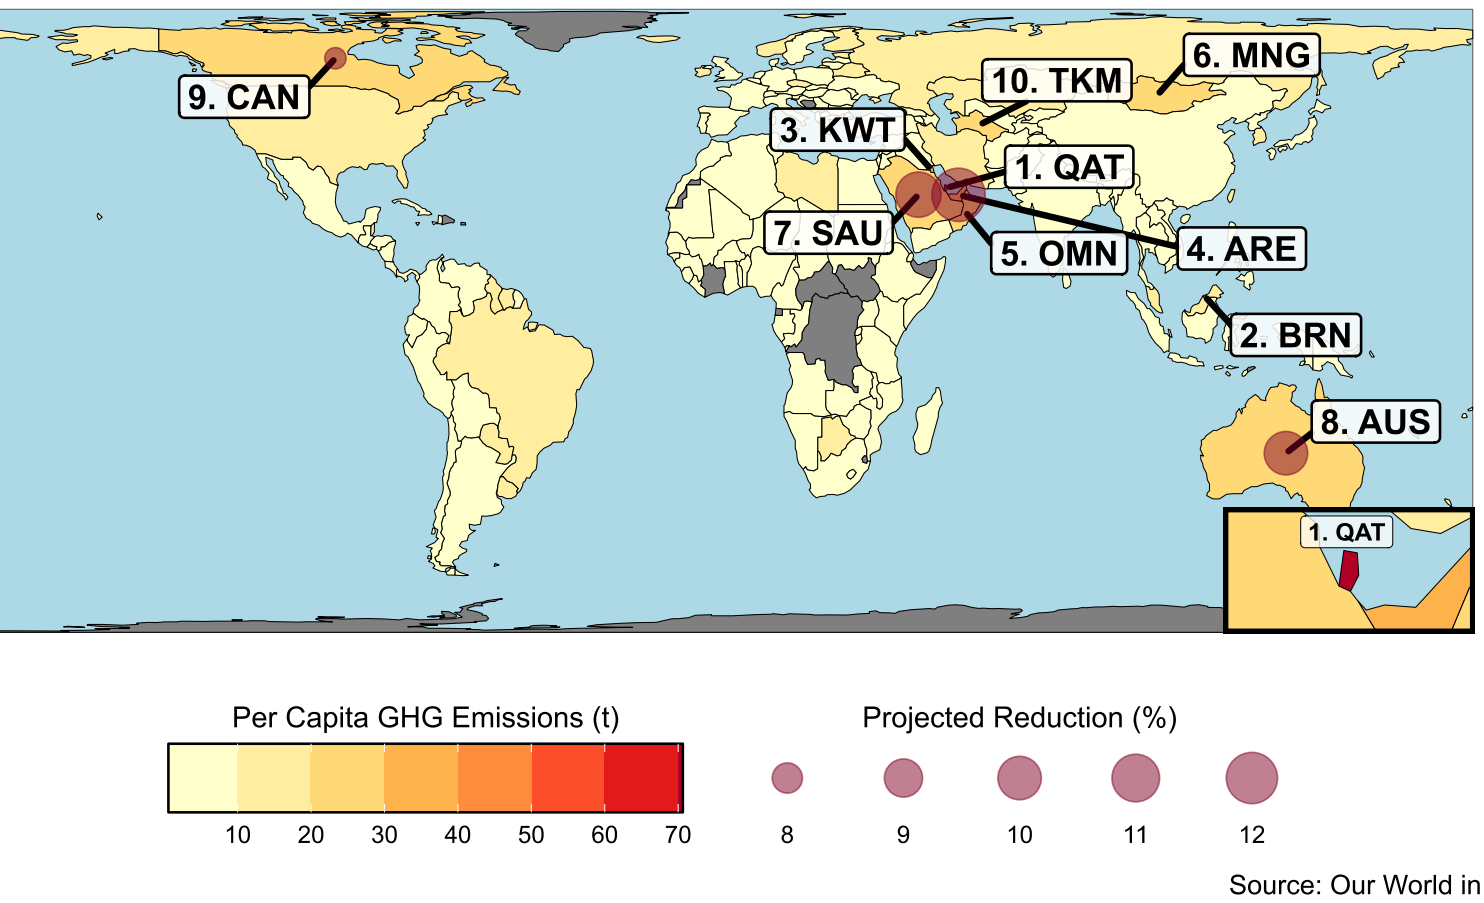 6. MNG
10. TKM
9. CAN
3. KWT
1. QAT
7. SAU
5. OMN
4. ARE
2. BRN
8. AUS
1. QAT
Per Capita GHG Emissions (t)
10 20 30 40 50 60 70
Projected Reduction (%)
8 9 10 11 12
Source: Our World in